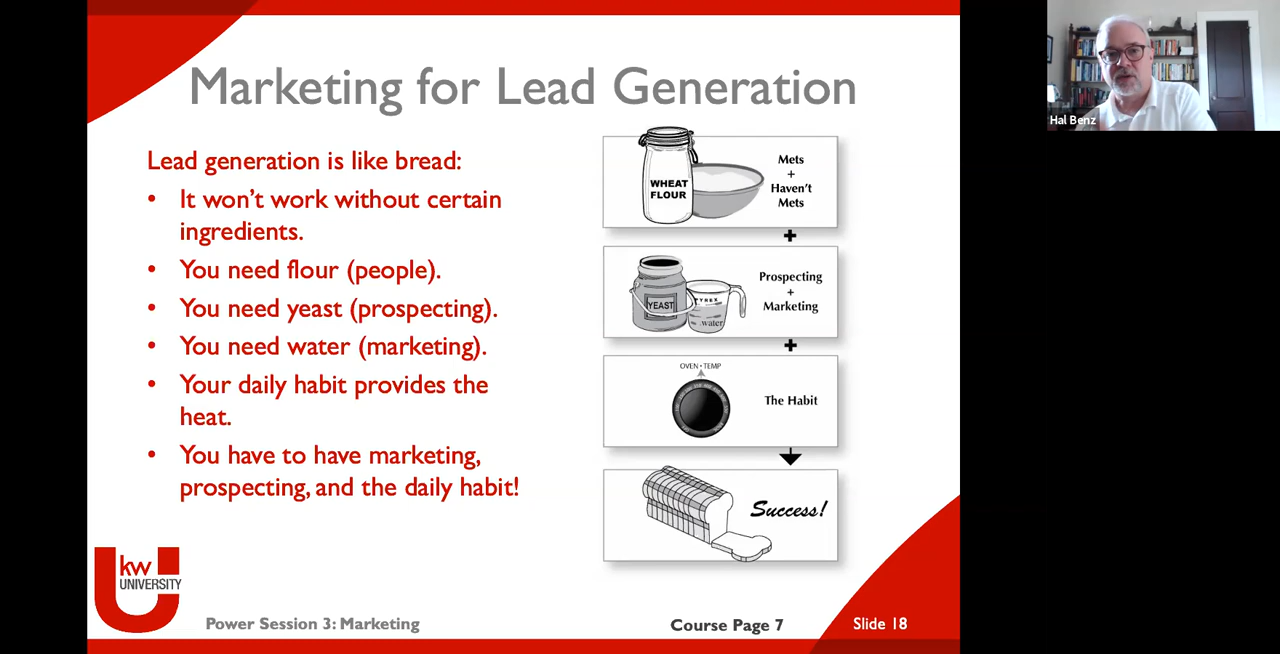 Marketing for Lead Generation
Hal Benz
Lead generation is like bread:
• It won't work without certain
ingredients.
• You need flour (people).
• You need yeast (prospecting).
• You need water (marketing).
• Your daily habit provides the
heat.
• You have to have marketing,
prospecting, and the daily habit!
WHEAT
FLOUR
Mets
+
Haven't
Mets
+
YEAST
PYREX
water
Prospecting
+
Marketing
+
OVEN • TEMP
The Habit
Success!
kw
UNIVERSITY
Power Session 3: Marketing
Course Page 7
Slide 18